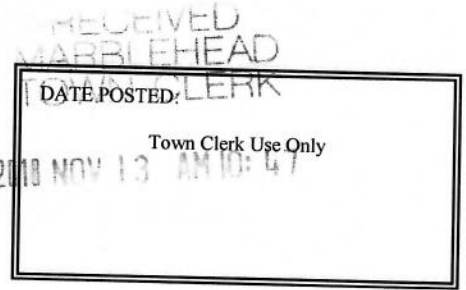 RECEIVED
MARBLEHEAD
TOWN CLERK
DATE POSTED:
Town Clerk Use Only
2018 NOV 13 AM 10: 47